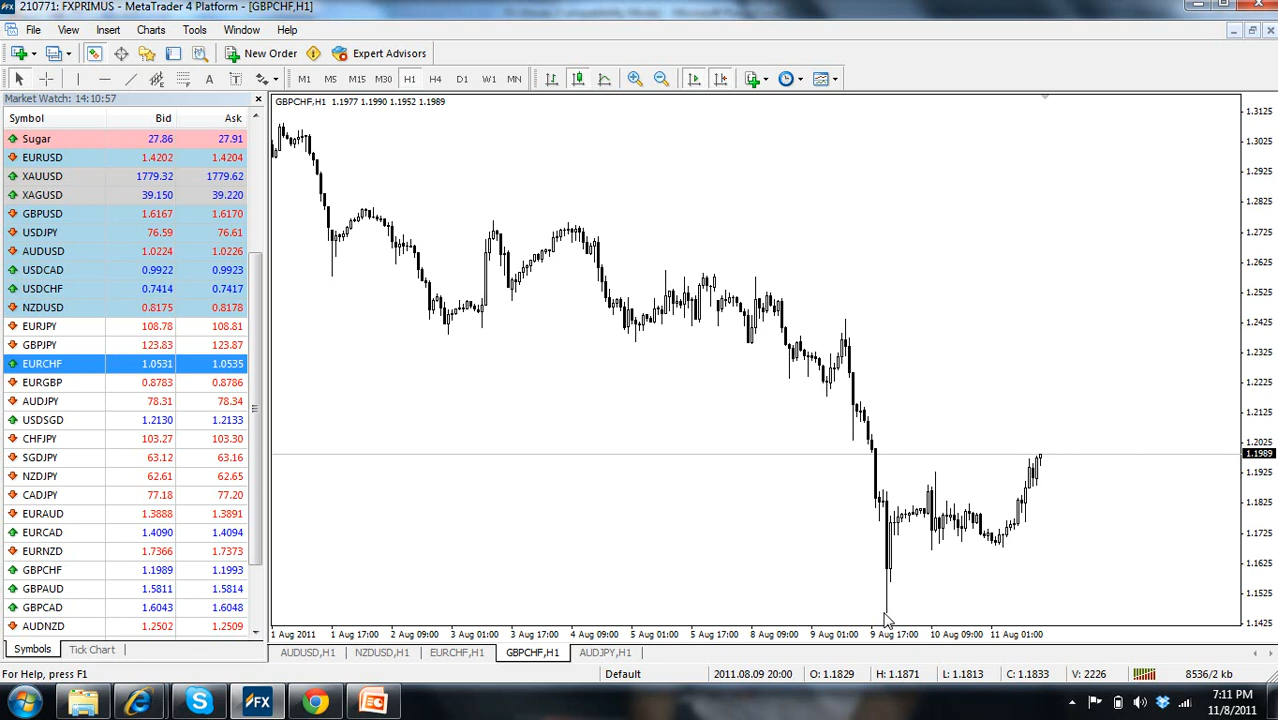 210771: FXPRIMUS - MetaTrader 4 Platform - [GBPCHF,H1]
File View Insert Charts Tools Window Help
New Order Expert Advisors
A T M1 M5 M15 M30 H1 H4 D1 W1 MN
Market Watch: 14:10:57
Symbol Bid Ask
Sugar 27.86 27.91
EURUSD 1.4202 1.4204
XAUUSD 1779.32 1779.62
XAGUSD 39.150 39.220
GBPUSD 1.6167 1.6170
USDJPY 76.59 76.61
AUDUSD 1.0224 1.0226
USDCAD 0.9922 0.9923
USDCHF 0.7414 0.7417
NZDUSD 0.8175 0.8178
EURJPY 108.78 108.81
GBPJPY 123.83 123.87
EURCHF 1.0531 1.0535
EURGBP 0.8783 0.8786
AUDJPY 78.31 78.34
USDSGD 1.2130 1.2133
CHFJPY 103.27 103.30
SGDJPY 63.12 63.16
NZDJPY 62.61 62.65
CADJPY 77.18 77.20
EURAUD 1.3888 1.3891
EURCAD 1.4090 1.4094
EURNZD 1.7366 1.7373
GBPCHF 1.1989 1.1993
GBPAUD 1.5811 1.5814
GBPCAD 1.6043 1.6048
AUDNZD 1.2502 1.2509
Symbols Tick Chart
GBPCHF,H1 1.1977 1.1990 1.1952 1.1989
1.3125
1.3025
1.2925
1.2825
1.2725
1.2625
1.2525
1.2425
1.2325
1.2225
1.2125
1.2025
1.1989
1.1925
1.1825
1.1725
1.1625
1.1525
1.1425
1 Aug 2011 1 Aug 17:00 2 Aug 09:00 3 Aug 01:00 3 Aug 17:00 4 Aug 09:00 5 Aug 01:00 5 Aug 17:00 8 Aug 09:00 9 Aug 01:00 9 Aug 17:00 10 Aug 09:00 11 Aug 01:00
AUDUSD,H1 NZDUSD,H1 EURCHF,H1 GBPCHF,H1 AUDJPY,H1
For Help, press F1 Default 2011.08.09 20:00 O: 1.1829 H: 1.1871 L: 1.1813 C: 1.1833 V: 2226 8536/2 kb
FX
7:11 PM
11/8/2011